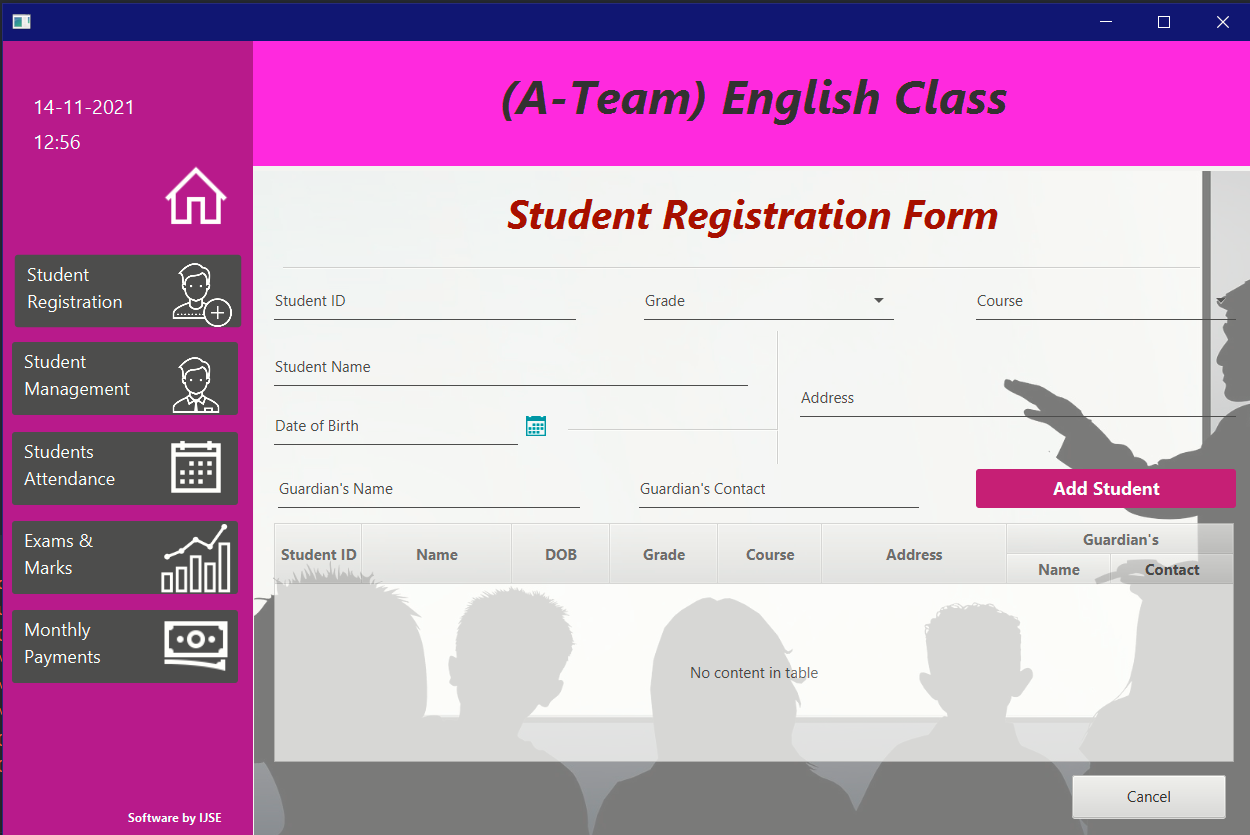 14-11-2021
12:56
(A-Team) English Class
Student Registration Form
Student
Registration
Student
Management
Students
Attendance
Exams &
Marks
Monthly
Payments
Software by IJSE
Student ID
Grade
Course
Student Name
Address
Date of Birth
Guardian's Name
Guardian's Contact
Add Student
Student ID
Name
DOB
Grade
Course
Address
Guardian's
Name
Contact
No content in table
Cancel